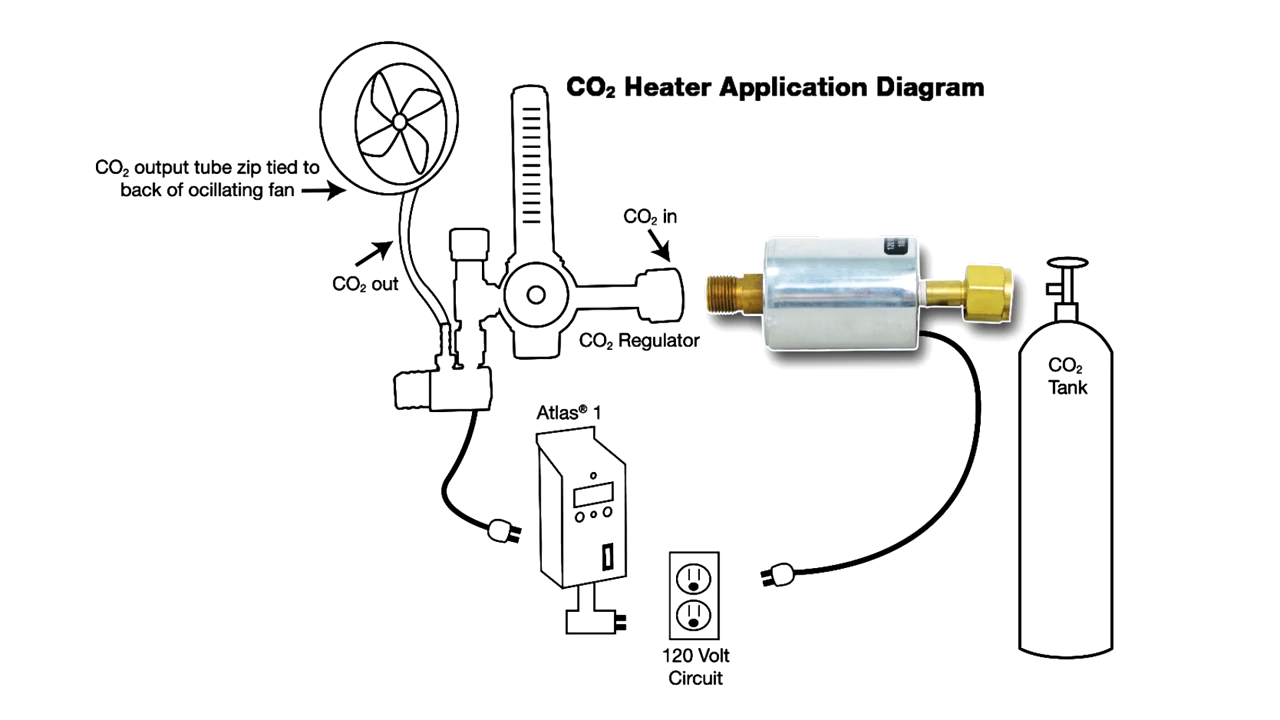 CO₂ Heater Application Diagram
CO₂ output tube zip tied to
back of ocillating fan
CO₂ in
CO₂ out
CO₂ Regulator
CO₂
Tank
Atlas® 1
120 Volt
Circuit